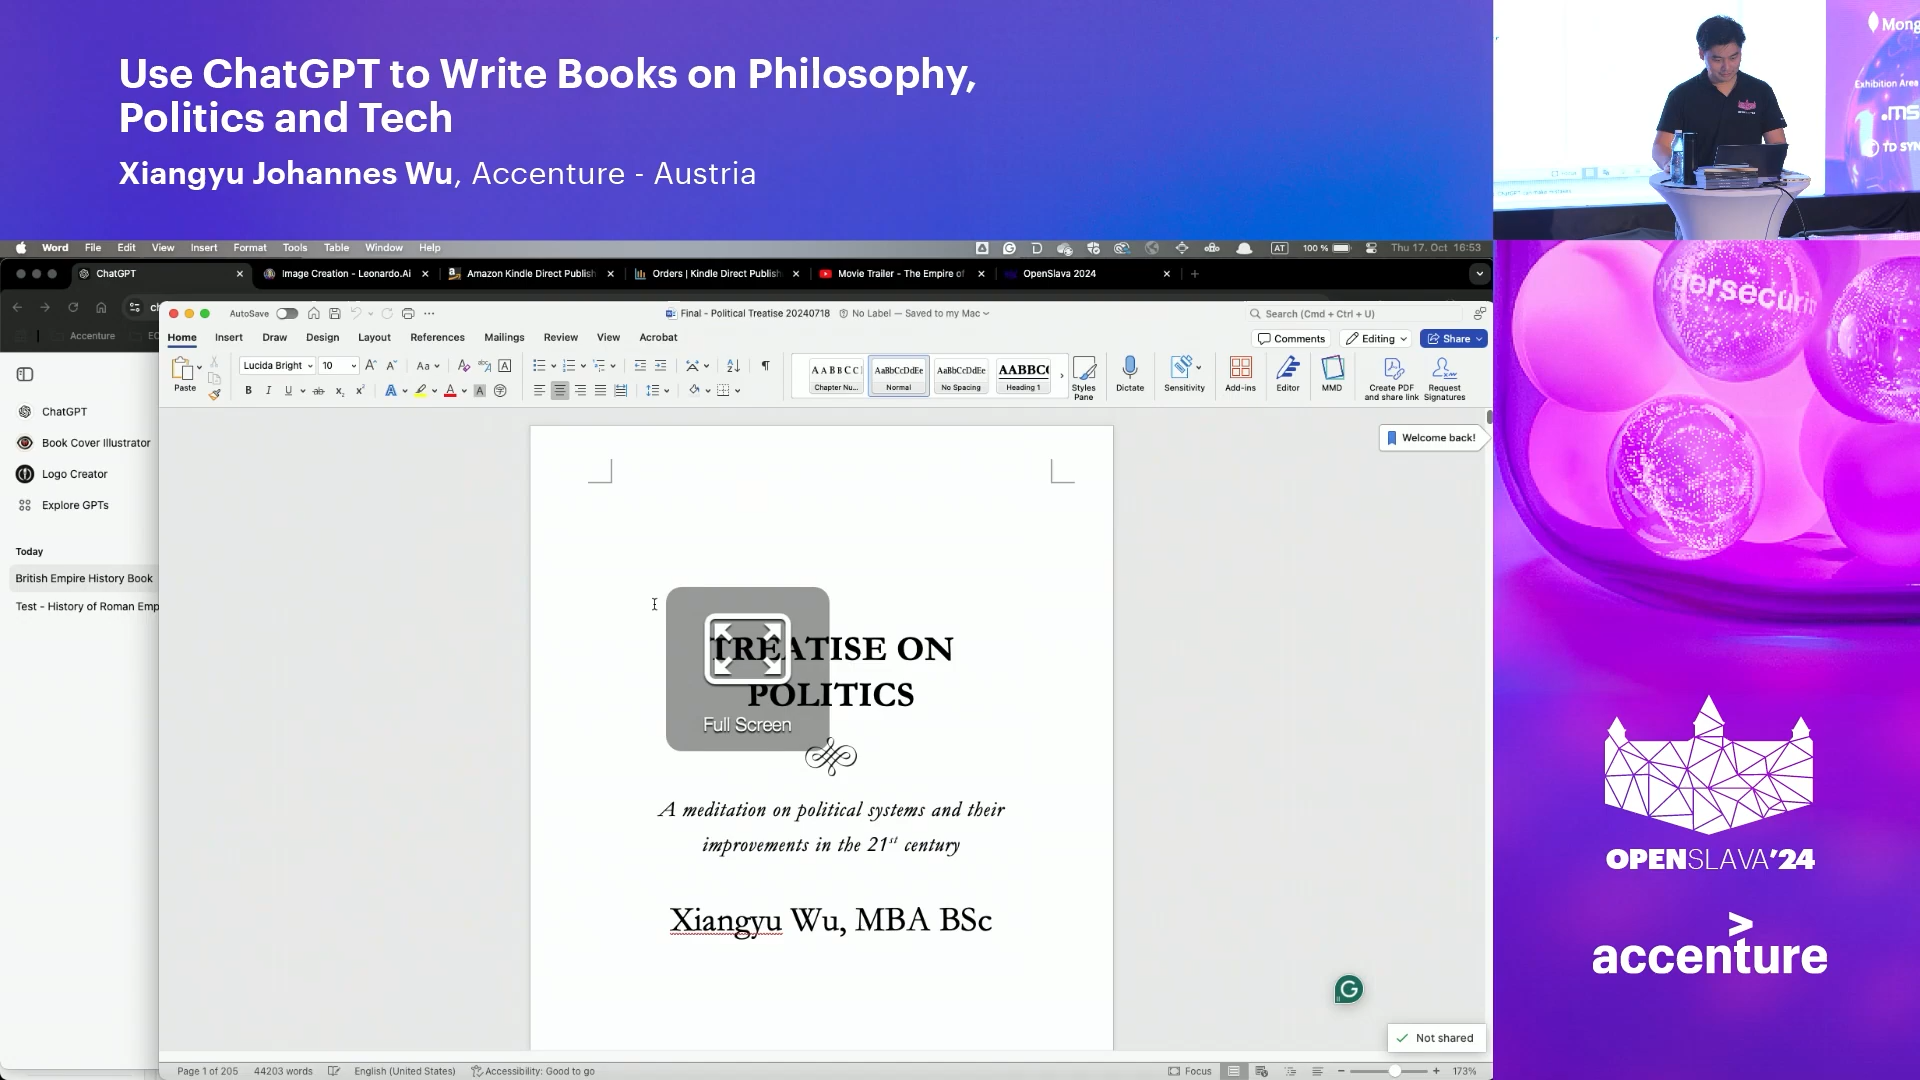 Use ChatGPT to Write Books on Philosophy,
Politics and Tech
Xiangyu Johannes Wu, Accenture - Austria
Exhibition Area
Word File Edit View Insert Format Tools Table Window Help
AT 100 % Thu 17. Oct 16:53
ChatGPT
Image Creation - Leonardo.Ai
Amazon Kindle Direct Publish
Orders | Kindle Direct Publish
Movie Trailer - The Empire of
OpenSlava 2024
Accenture
AutoSave
Final - Political Treatise 20240718
No Label — Saved to my Mac
Search (Cmd + Ctrl + U)
Home Insert Draw Design Layout References Mailings Review View Acrobat
Comments Editing Share
Paste
Lucida Bright 10
AABBCC
Chapter Nu...
AaBbCcDdEe
Normal
AaBbCcDdEe
No Spacing
AABBC
Heading 1
Styles
Pane
Dictate
Sensitivity
Add-ins
Editor
MMD
Create PDF
and share link
Request
Signatures
Welcome back!
ChatGPT
Book Cover Illustrator
Logo Creator
Explore GPTs
Today
British Empire History Book
Test - History of Roman Emp
TREATISE ON
POLITICS
Full Screen
A meditation on political systems and their
improvements in the 21st century
Xiangyu Wu, MBA BSc
Not shared
Page 1 of 205 44203 words English (United States) Accessibility: Good to go
Focus 173%
ersecuri
OPENSLAVA'24
accenture